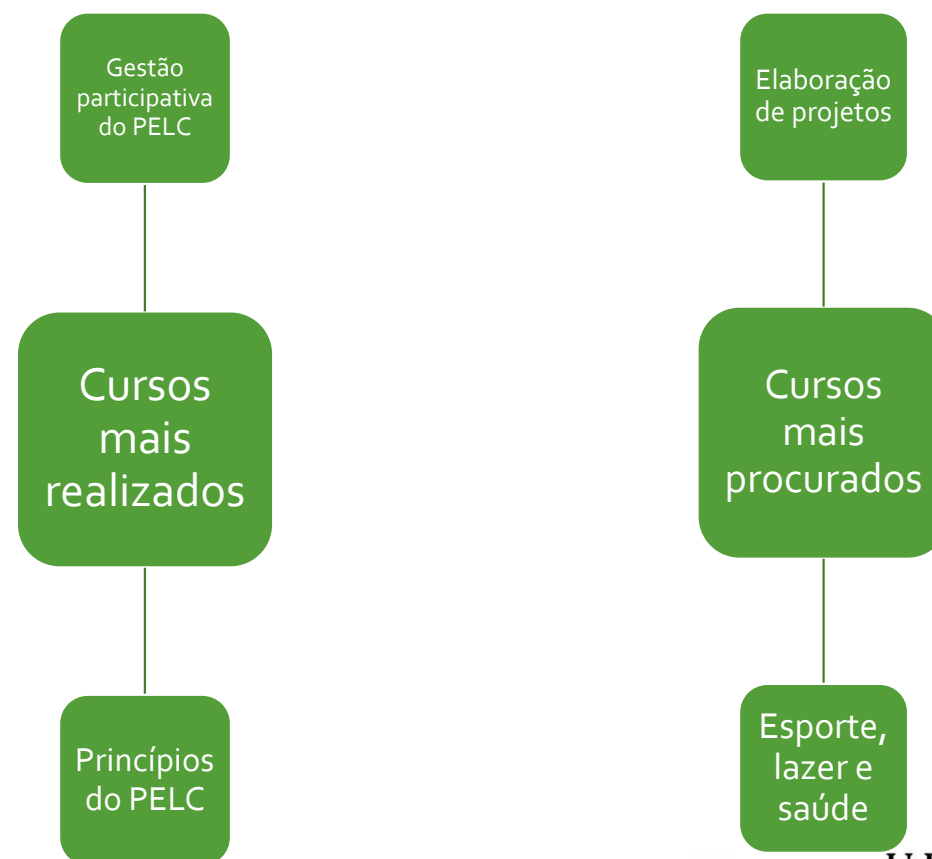 Gestão
participativa
do PELC
Cursos
mais
realizados
Princípios
do PELC
Elaboração
de projetos
Cursos
mais
procurados
Esporte,
lazer e
saúde